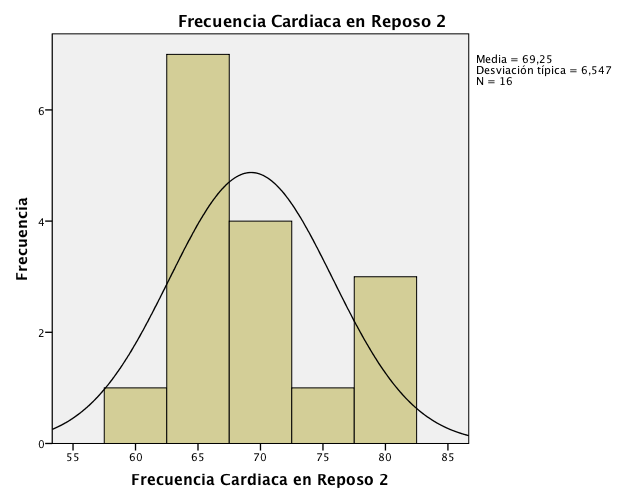 Frecuencia Cardiaca en Reposo 2
Media = 69,25
Desviación típica = 6,547
N = 16
Frecuencia
6
4
2
0
55 60 65 70 75 80 85
Frecuencia Cardiaca en Reposo 2